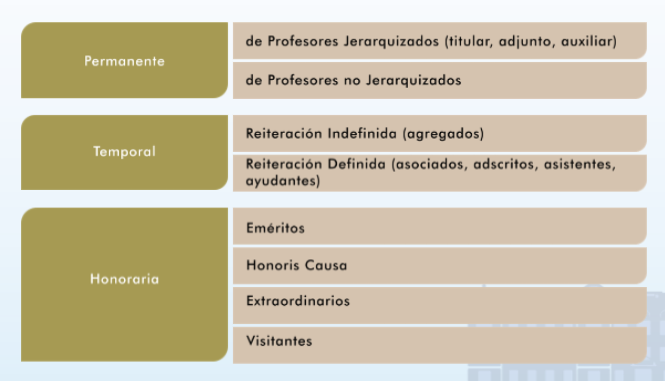 Permanente
de Profesores Jerarquizados (titular, adjunto, auxiliar)
de Profesores no Jerarquizados
Temporal
Reiteración Indefinida (agregados)
Reiteración Definida (asociados, adscritos, asistentes,
ayudantes)
Honoraria
Eméritos
Honoris Causa
Extraordinarios
Visitantes